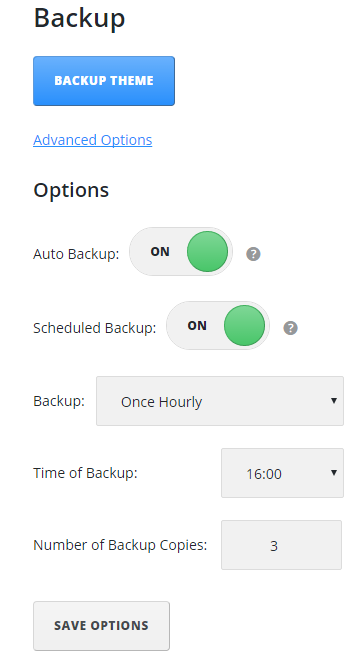 Backup
BACKUP THEME
Advanced Options
Options
Auto Backup: ON ?
Scheduled Backup: ON ?
Backup: Once Hourly
Time of Backup: 16:00
Number of Backup Copies: 3
SAVE OPTIONS